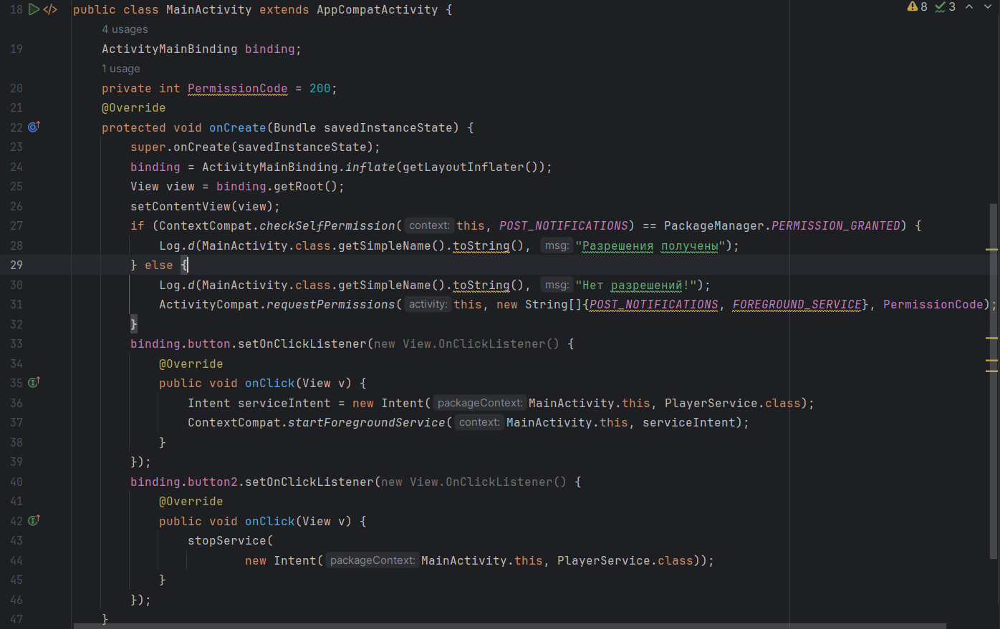 18 public class MainActivity extends AppCompatActivity { 8 3
4 usages
19 ActivityMainBinding binding;
1 usage
20 private int PermissionCode = 200;
21 @Override
22 protected void onCreate(Bundle savedInstanceState) {
23 super.onCreate(savedInstanceState);
24 binding = ActivityMainBinding.inflate(getLayoutInflater());
25 View view = binding.getRoot();
26 setContentView(view);
27 if (ContextCompat.checkSelfPermission( context: this, POST_NOTIFICATIONS) == PackageManager.PERMISSION_GRANTED) {
28 Log.d(MainActivity.class.getSimpleName().toString(), msg: "Разрешения получены");
29 } else {
30 Log.d(MainActivity.class.getSimpleName().toString(), msg: "Нет разрешений!");
31 ActivityCompat.requestPermissions( activity: this, new String[]{POST_NOTIFICATIONS, FOREGROUND_SERVICE}, PermissionCode);
32 }
33 binding.button.setOnClickListener(new View.OnClickListener() {
34 @Override
35 public void onClick(View v) {
36 Intent serviceIntent = new Intent( packageContext: MainActivity.this, PlayerService.class);
37 ContextCompat.startForegroundService( context: MainActivity.this, serviceIntent);
38 }
39 });
40 binding.button2.setOnClickListener(new View.OnClickListener() {
41 @Override
42 public void onClick(View v) {
43 stopService(
44 new Intent( packageContext: MainActivity.this, PlayerService.class));
45 }
46 });
47 }